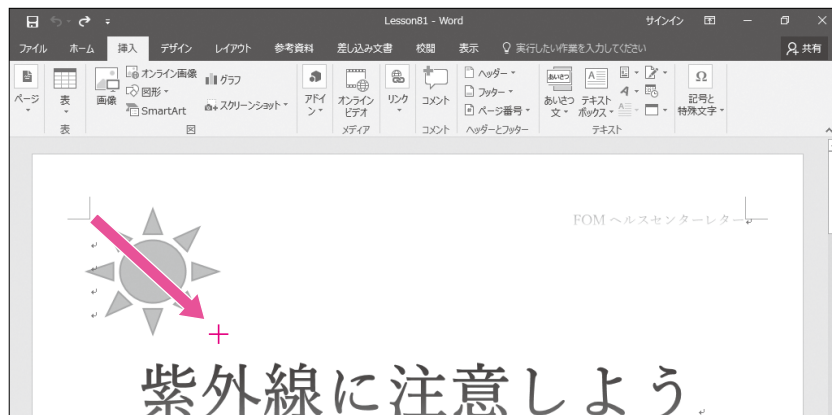 Lesson81 - Word
サインイン
ファイル ホーム 挿入 デザイン レイアウト 参考資料 差し込み文書 校閲 表示 実行したい作業を入力してください 共有
ページ
表
画像
オンライン画像
図形
SmartArt
グラフ
スクリーンショット
アドイン
オンラインビデオ
リンク
コメント
ヘッダー
フッター
ページ番号
あいさつ
あいさつ文
テキストボックス
記号と特殊文字
表 図 メディア コメント ヘッダーとフッター テキスト
FOM ヘルスセンターレター
紫外線に注意しよう